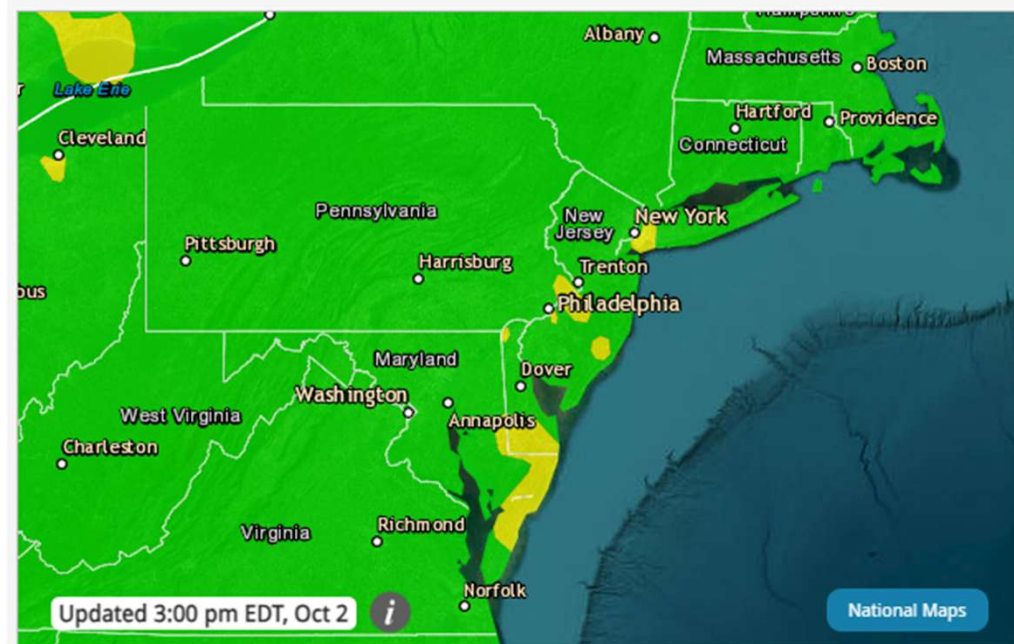 Albany
Massachusetts
Boston
Lake Erie
Hartford
Providence
Cleveland
Connecticut
Pennsylvania
New
Jersey
New York
Pittsburgh
Harrisburg
Trenton
Philadelphia
Maryland
Dover
Washington
Annapolis
West Virginia
Charleston
Virginia
Richmond
Norfolk
Updated 3:00 pm EDT, Oct 2
i
National Maps